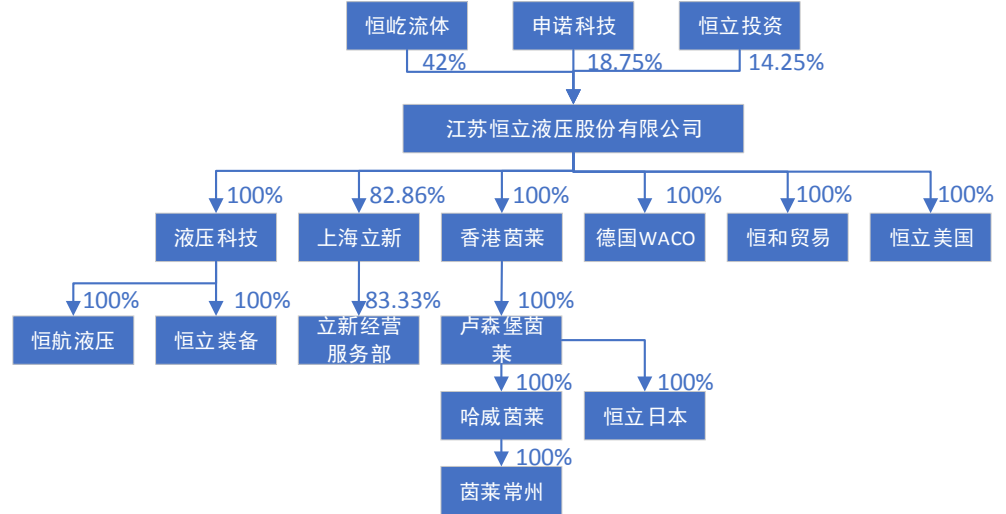 恒屹流体
申诺科技
恒立投资
42%
18.75%
14.25%
江苏恒立液压股份有限公司
100%
82.86%
100%
100%
100%
100%
液压科技
上海立新
香港茵莱
德国WACO
恒和贸易
恒立美国
100%
100%
83.33%
100%
恒航液压
恒立装备
立新经营
服务部
卢森堡茵
莱
100%
100%
哈威茵莱
恒立日本
100%
茵莱常州